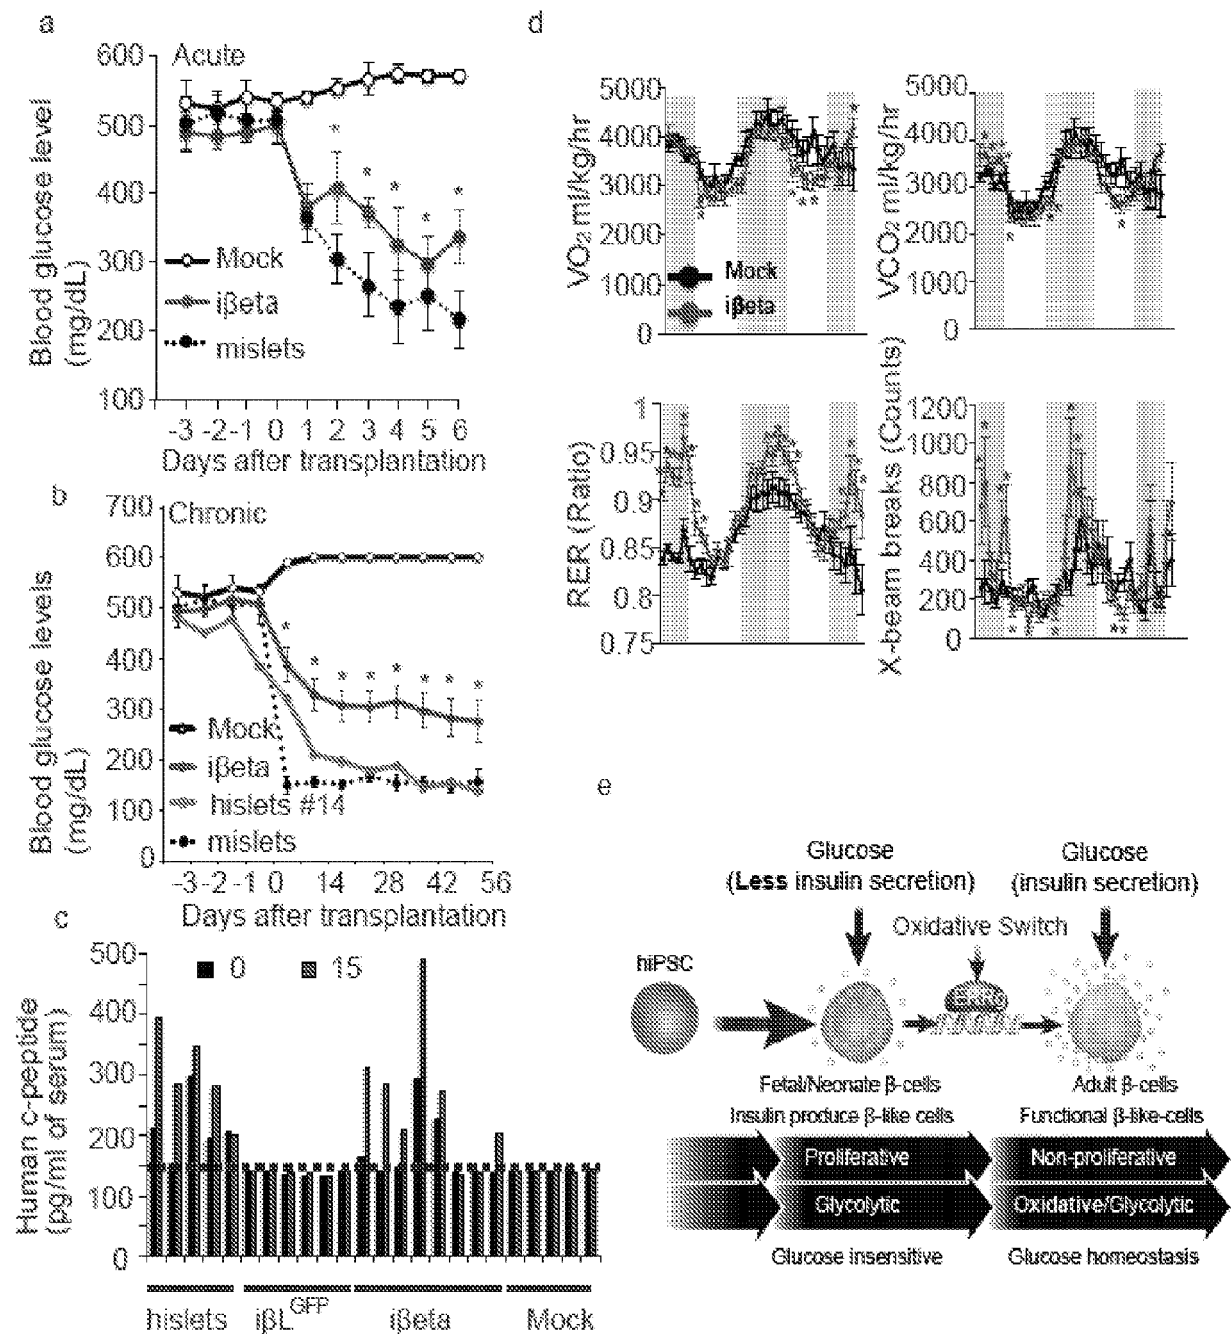 a
Acute
Blood glucose level
(mg/dL)
600
500
400
300
200
100
Mock
iβeta
mislets
-3 -2 -1 0 1 2 3 4 5 6
Days after transplantation
b
Chronic
Blood glucose levels
(mg/dL)
700
600
500
400
300
200
100
0
Mock
iβeta
hislets #14
mislets
-3 -2 -1 0 14 28 42 56
Days after transplantation
c
Human c-peptide
(pg/ml of serum)
500
400
300
200
100
0
0 15
hislets iβL^GFP iβeta Mock
d
VO₂ ml/kg/hr
5000
4000
3000
2000
1000
0
Mock
iβeta
VCO₂ ml/kg/hr
5000
4000
3000
2000
1000
0
RER (Ratio)
1
0.95
0.9
0.85
0.8
0.75
X-beam breaks (Counts)
1200
1000
800
600
400
200
0
e
Glucose
(Less insulin secretion)
Glucose
(insulin secretion)
Oxidative Switch
hiPSC
Fetal/Neonate β-cells
Adult β-cells
Insulin produce β-like cells
Functional β-like-cells
Proliferative
Non-proliferative
Glycolytic
Oxidative/Glycolytic
Glucose insensitive
Glucose homeostasis